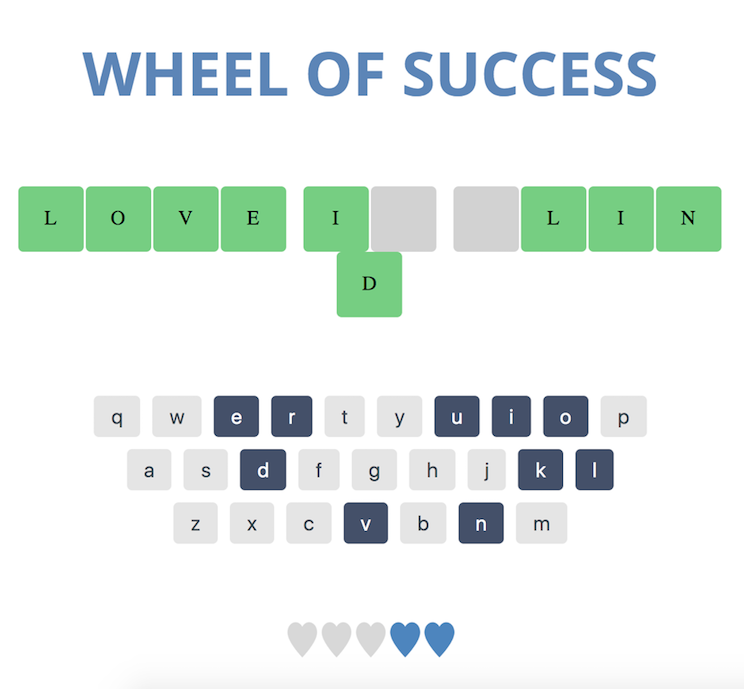 WHEEL OF SUCCESS
L O V E I L I N
D
q w e r t y u i o p
a s d f g h j k l
z x c v b n m